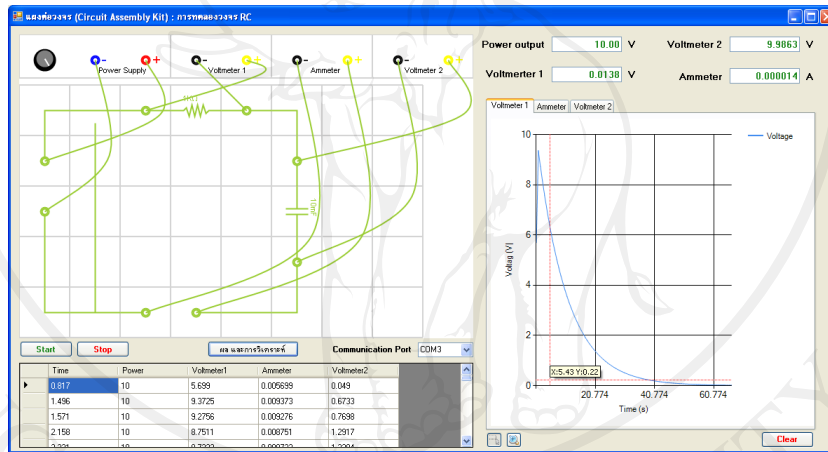 แผงต่อวงจร (Circuit Assembly Kit) : การทดลองวงจร RC
- + - + - + - +
Power Supply Voltmeter 1 Ammeter Voltmeter 2
1kΩ
10mF
Power output 10.00 V Voltmeter 2 9.9863 V
Voltmerter 1 0.0138 V Ammeter 0.000014 A
Voltmeter 1 Ammeter Voltmeter 2
Voltage
10
8
6
4
2
0
Voltag (V)
X:5.43 Y:0.22
20.774 40.774 60.774
Time (s)
Clear
Start Stop ผล และการวิเคราะห์ Communication Port COM3
Time Power Voltmeter1 Ammeter Voltmeter2
0.817 10 5.699 0.005699 0.049
1.496 10 9.3725 0.009373 0.6733
1.571 10 9.2756 0.009276 0.7698
2.158 10 8.7511 0.008751 1.2917